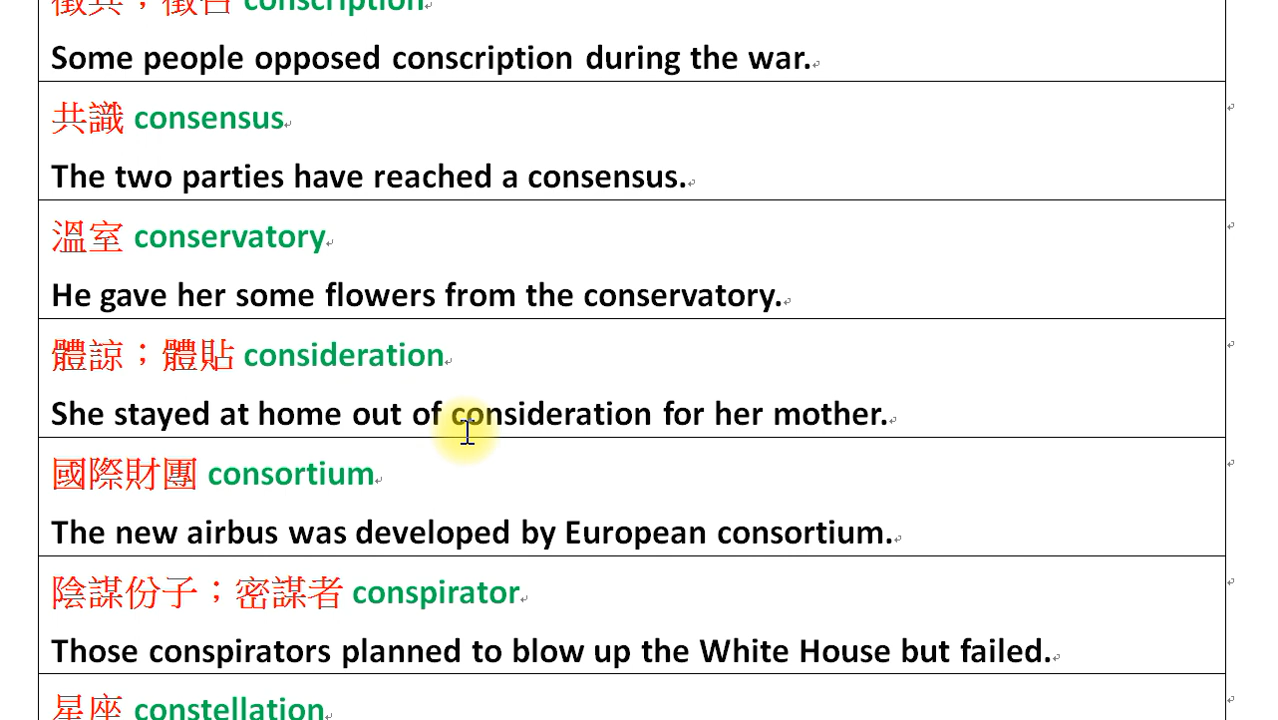 徵兵；徵召 conscription
Some people opposed conscription during the war.
共識 consensus
The two parties have reached a consensus.
溫室 conservatory
He gave her some flowers from the conservatory.
體諒；體貼 consideration
She stayed at home out of consideration for her mother.
國際財團 consortium
The new airbus was developed by European consortium.
陰謀份子；密謀者 conspirator
Those conspirators planned to blow up the White House but failed.
星座 constellation